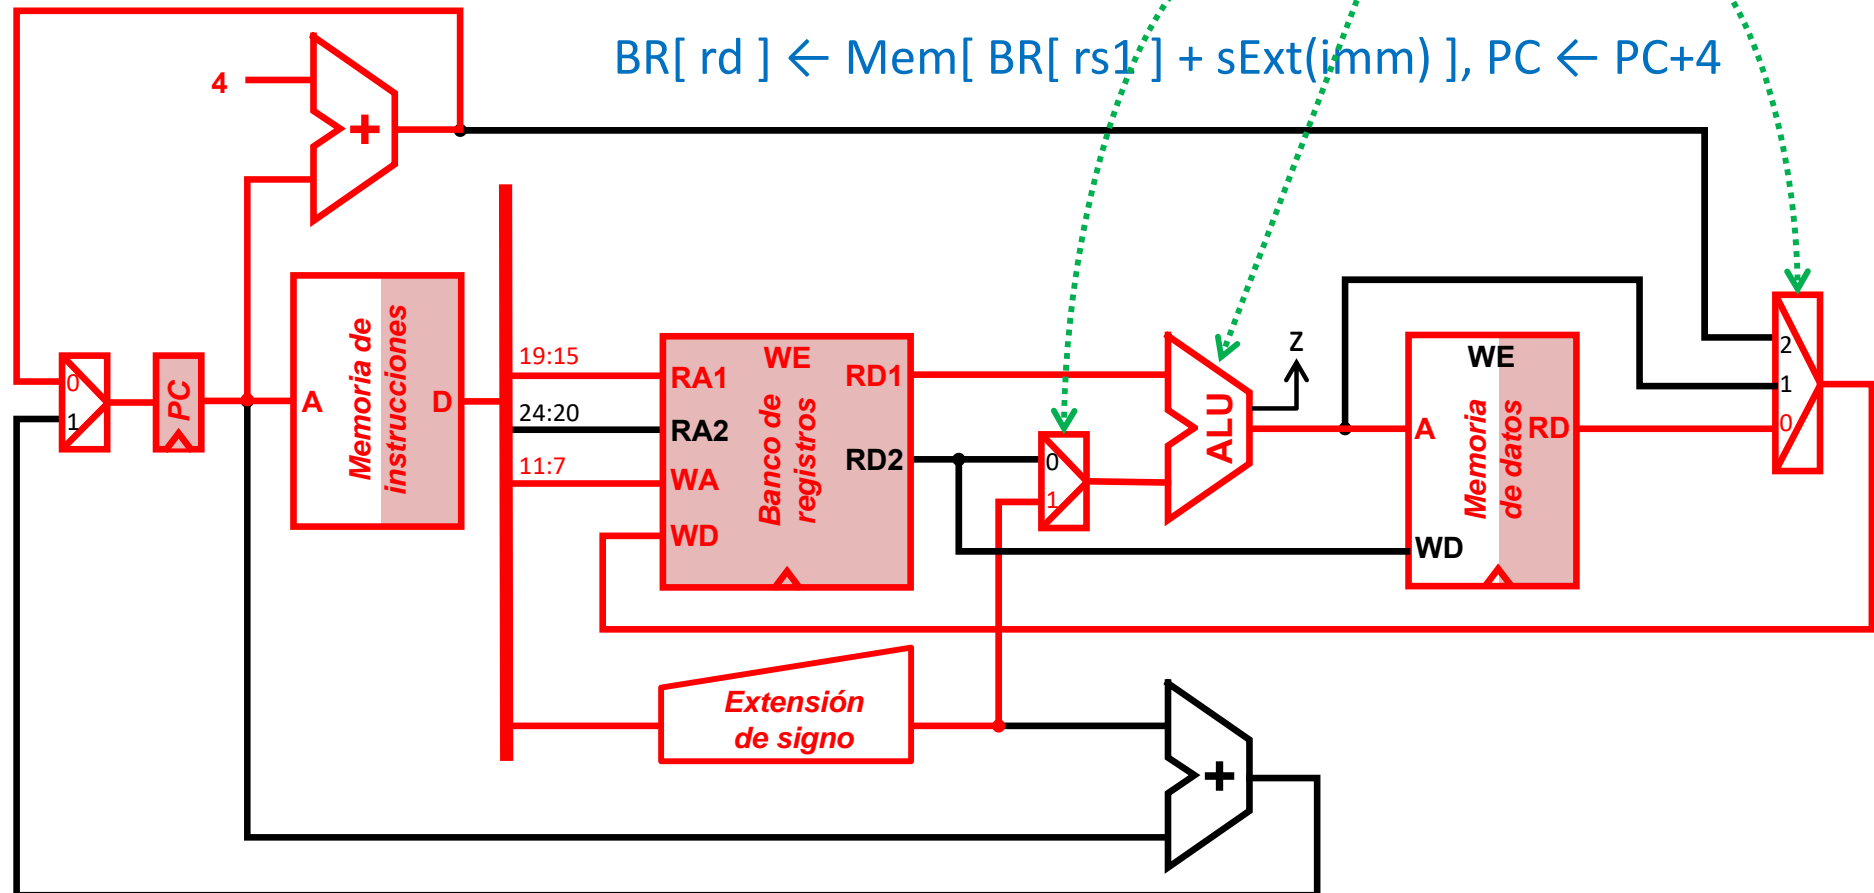 BR[ rd ] ← Mem[ BR[ rs1 ] + sExt(imm) ], PC ← PC+4
4
+
Z
0
1
PC
A
Memoria de
instrucciones
D
19:15
24:20
11:7
RA1
RA2
WA
WD
WE
Banco de
registros
RD1
RD2
0
1
ALU
A
WE
Memoria
de datos
RD
WD
2
1
0
Extensión
de signo
+